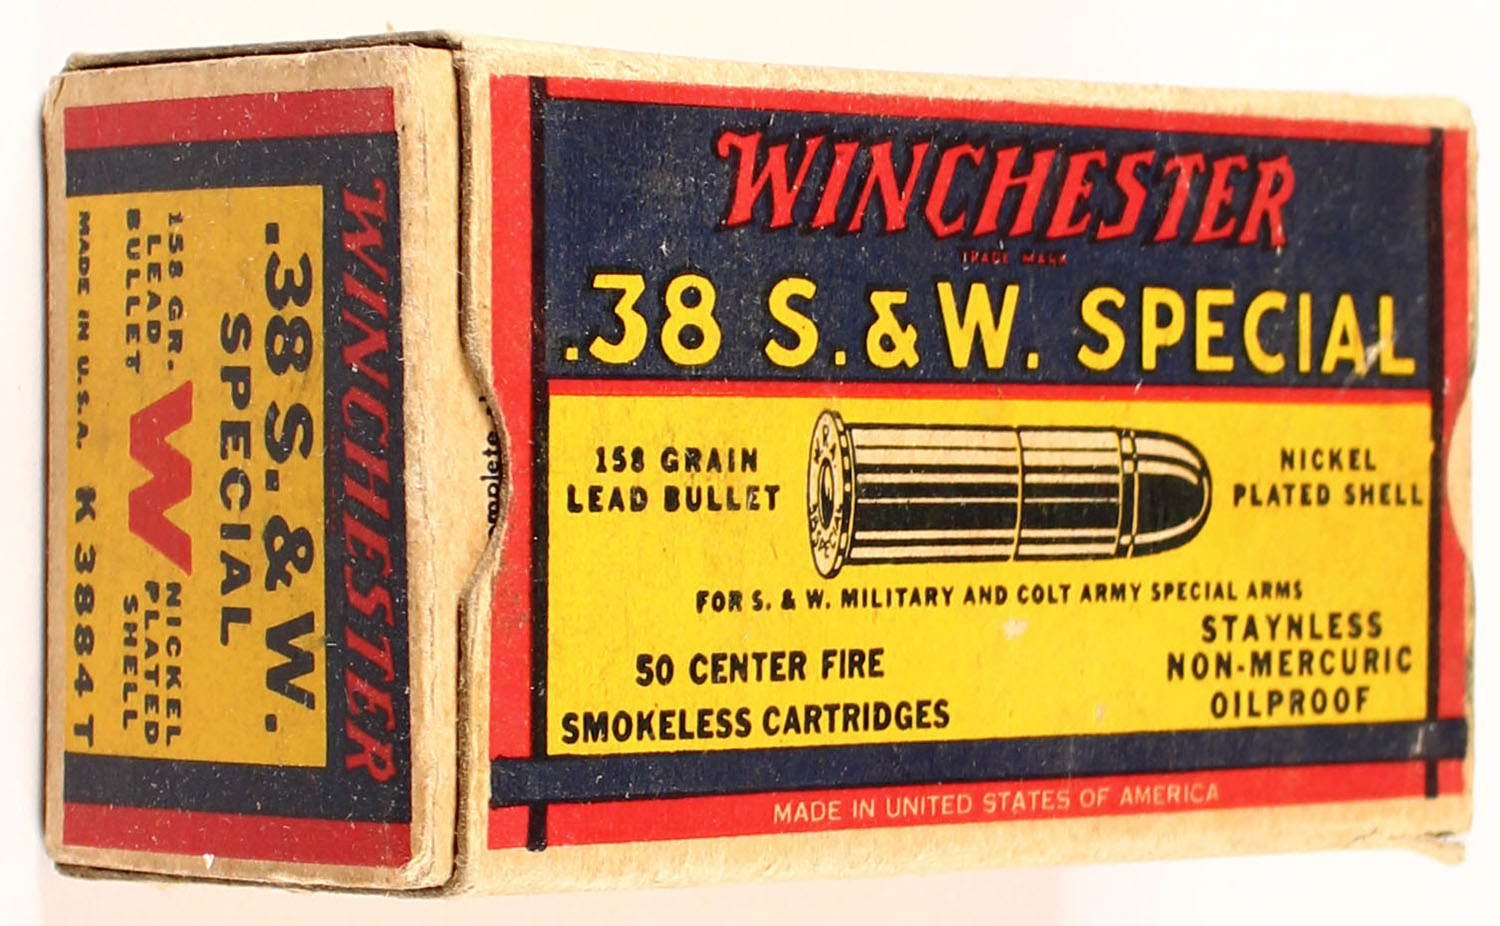 WINCHESTER
TRADE MARK
.38 S. & W. SPECIAL
158 GRAIN
LEAD BULLET
NICKEL
PLATED SHELL
W.R.A.
38 SPECIAL
FOR S. & W. MILITARY AND COLT ARMY SPECIAL ARMS
50 CENTER FIRE
SMOKELESS CARTRIDGES
STAYNLESS
NON-MERCURIC
OILPROOF
MADE IN UNITED STATES OF AMERICA
WINCHESTER
.38 S. & W.
SPECIAL
158 GR.
LEAD
BULLET
W
NICKEL
PLATED
SHELL
MADE IN U.S.A. K 3884 T